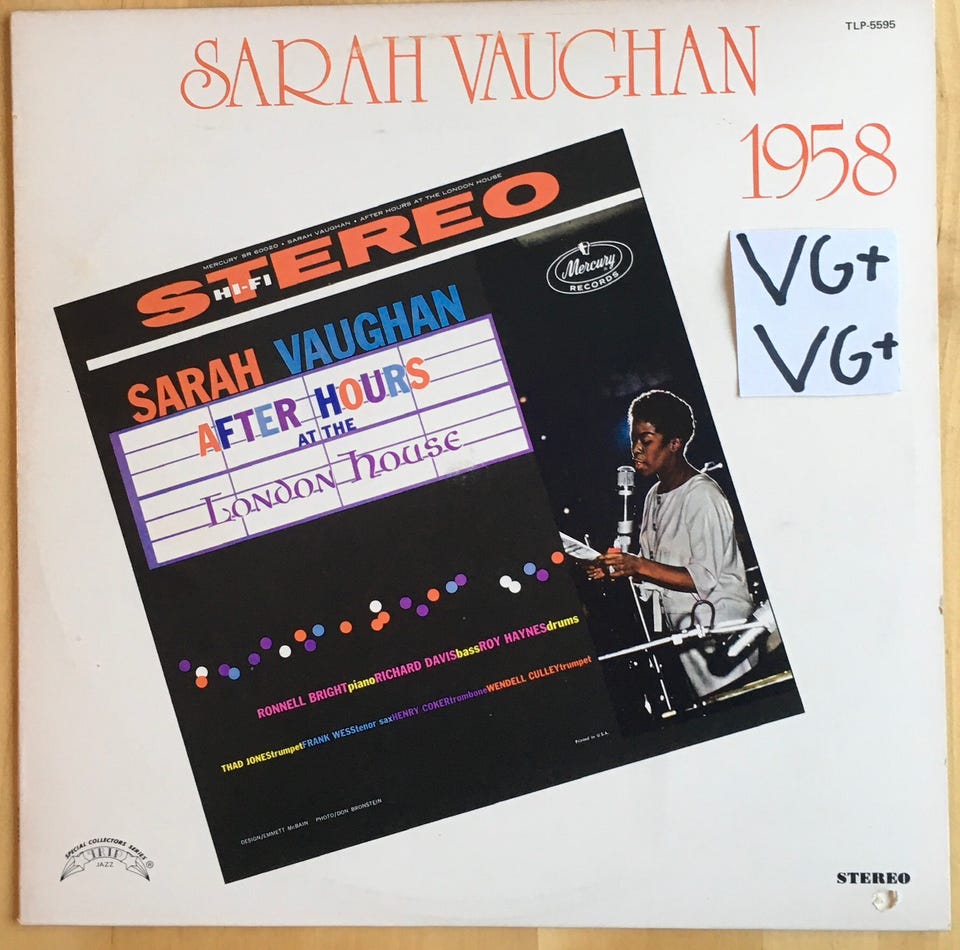 TLP-5595
SARAH VAUGHAN
1958
VG+
VG+
MERCURY SR 60020 • SARAH VAUGHAN • AFTER HOURS AT THE LONDON HOUSE
STEREO
HI-FI
Mercury
RECORDS
SARAH VAUGHAN
AFTER HOURS
AT THE
LONDON HOUSE
RONNELL BRIGHTpianoRICHARD DAVISbassROY HAYNESdrums
THAD JONEStrumpetFRANK WESStenor saxHENRY COKERtromboneWENDELL CULLEYtrumpet
Printed in U.S.A.
DESIGN/EMMETT McBAIN PHOTO/DON BRONSTEIN
SPECIAL COLLECTORS SERIES
TRIP
JAZZ
®
STEREO